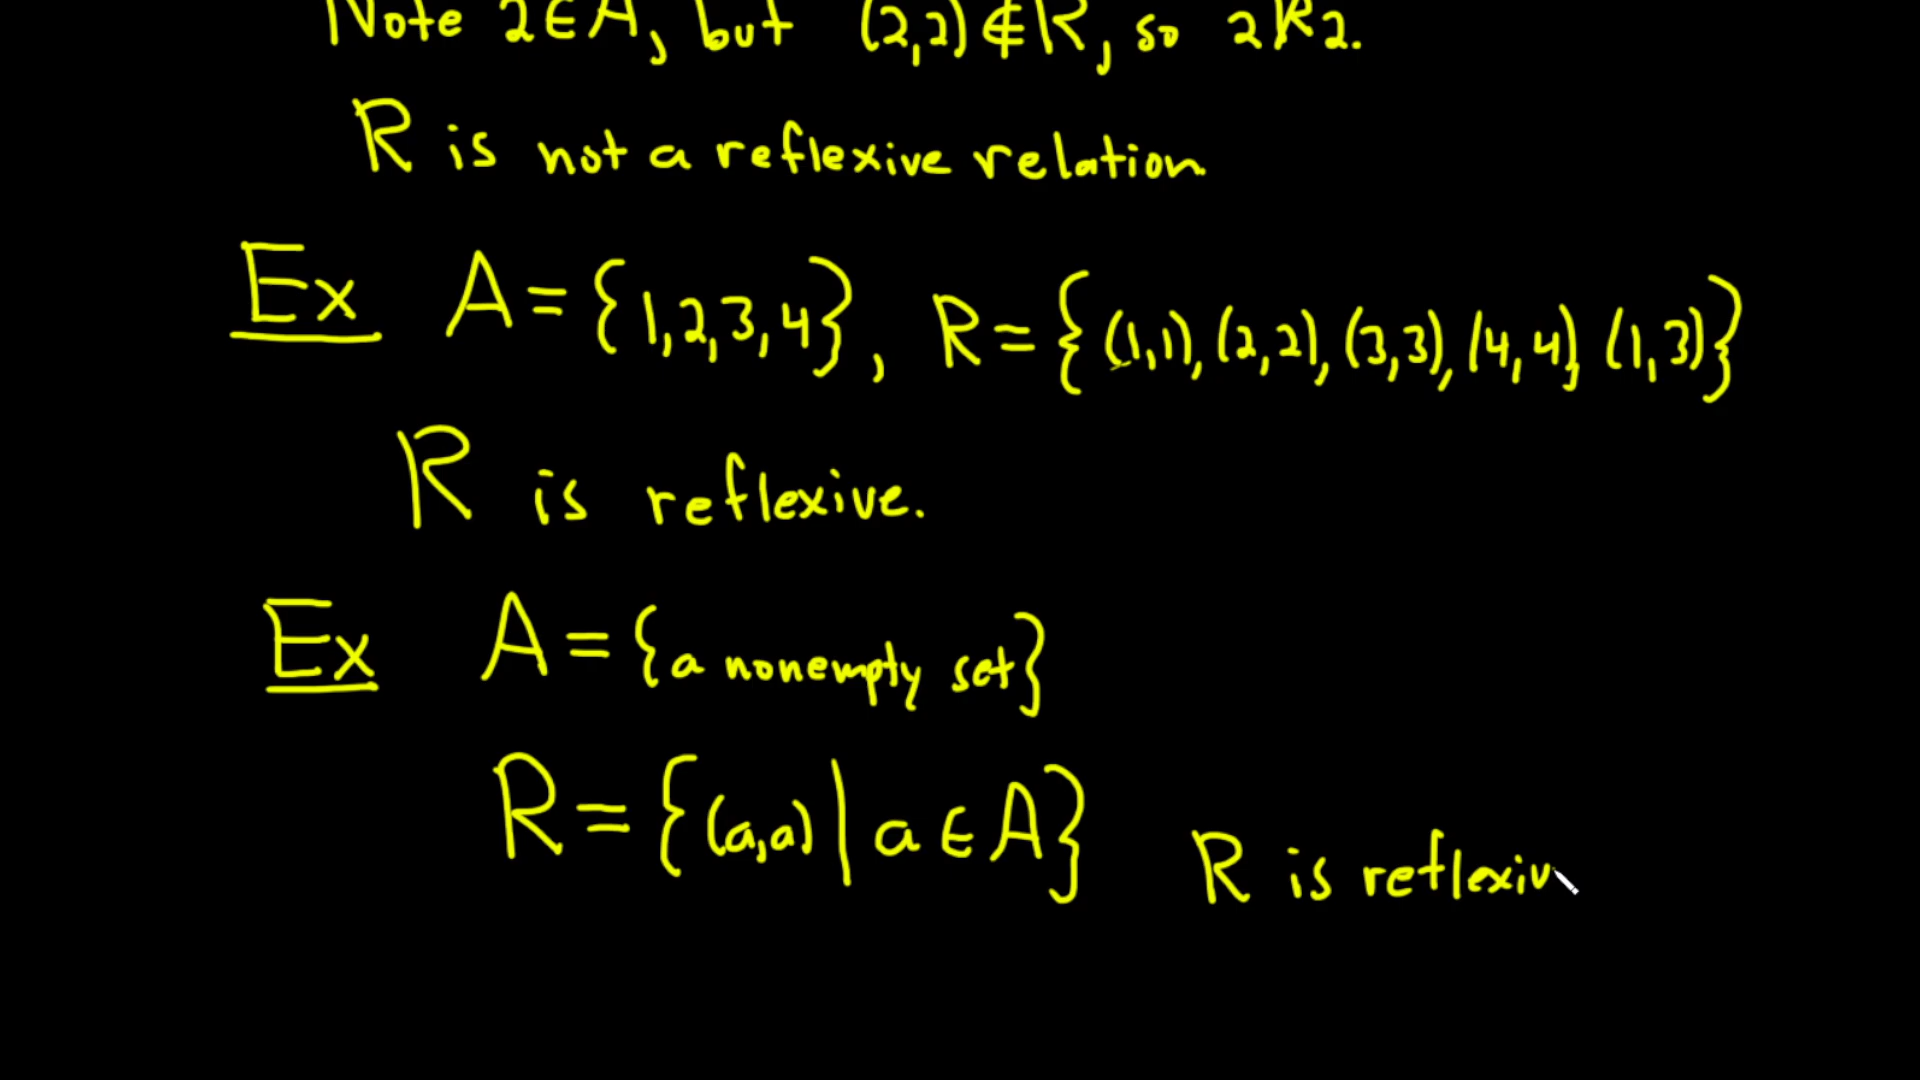 Note 2∈A, but (2,2)∉R, so 2R̸2.
R is not a reflexive relation.
Ex A={1,2,3,4}, R={(1,1),(2,2),(3,3),(4,4),(1,3)}
R is reflexive.
Ex A={a nonempty set}
R={(a,a)|a∈A} R is reflexiv